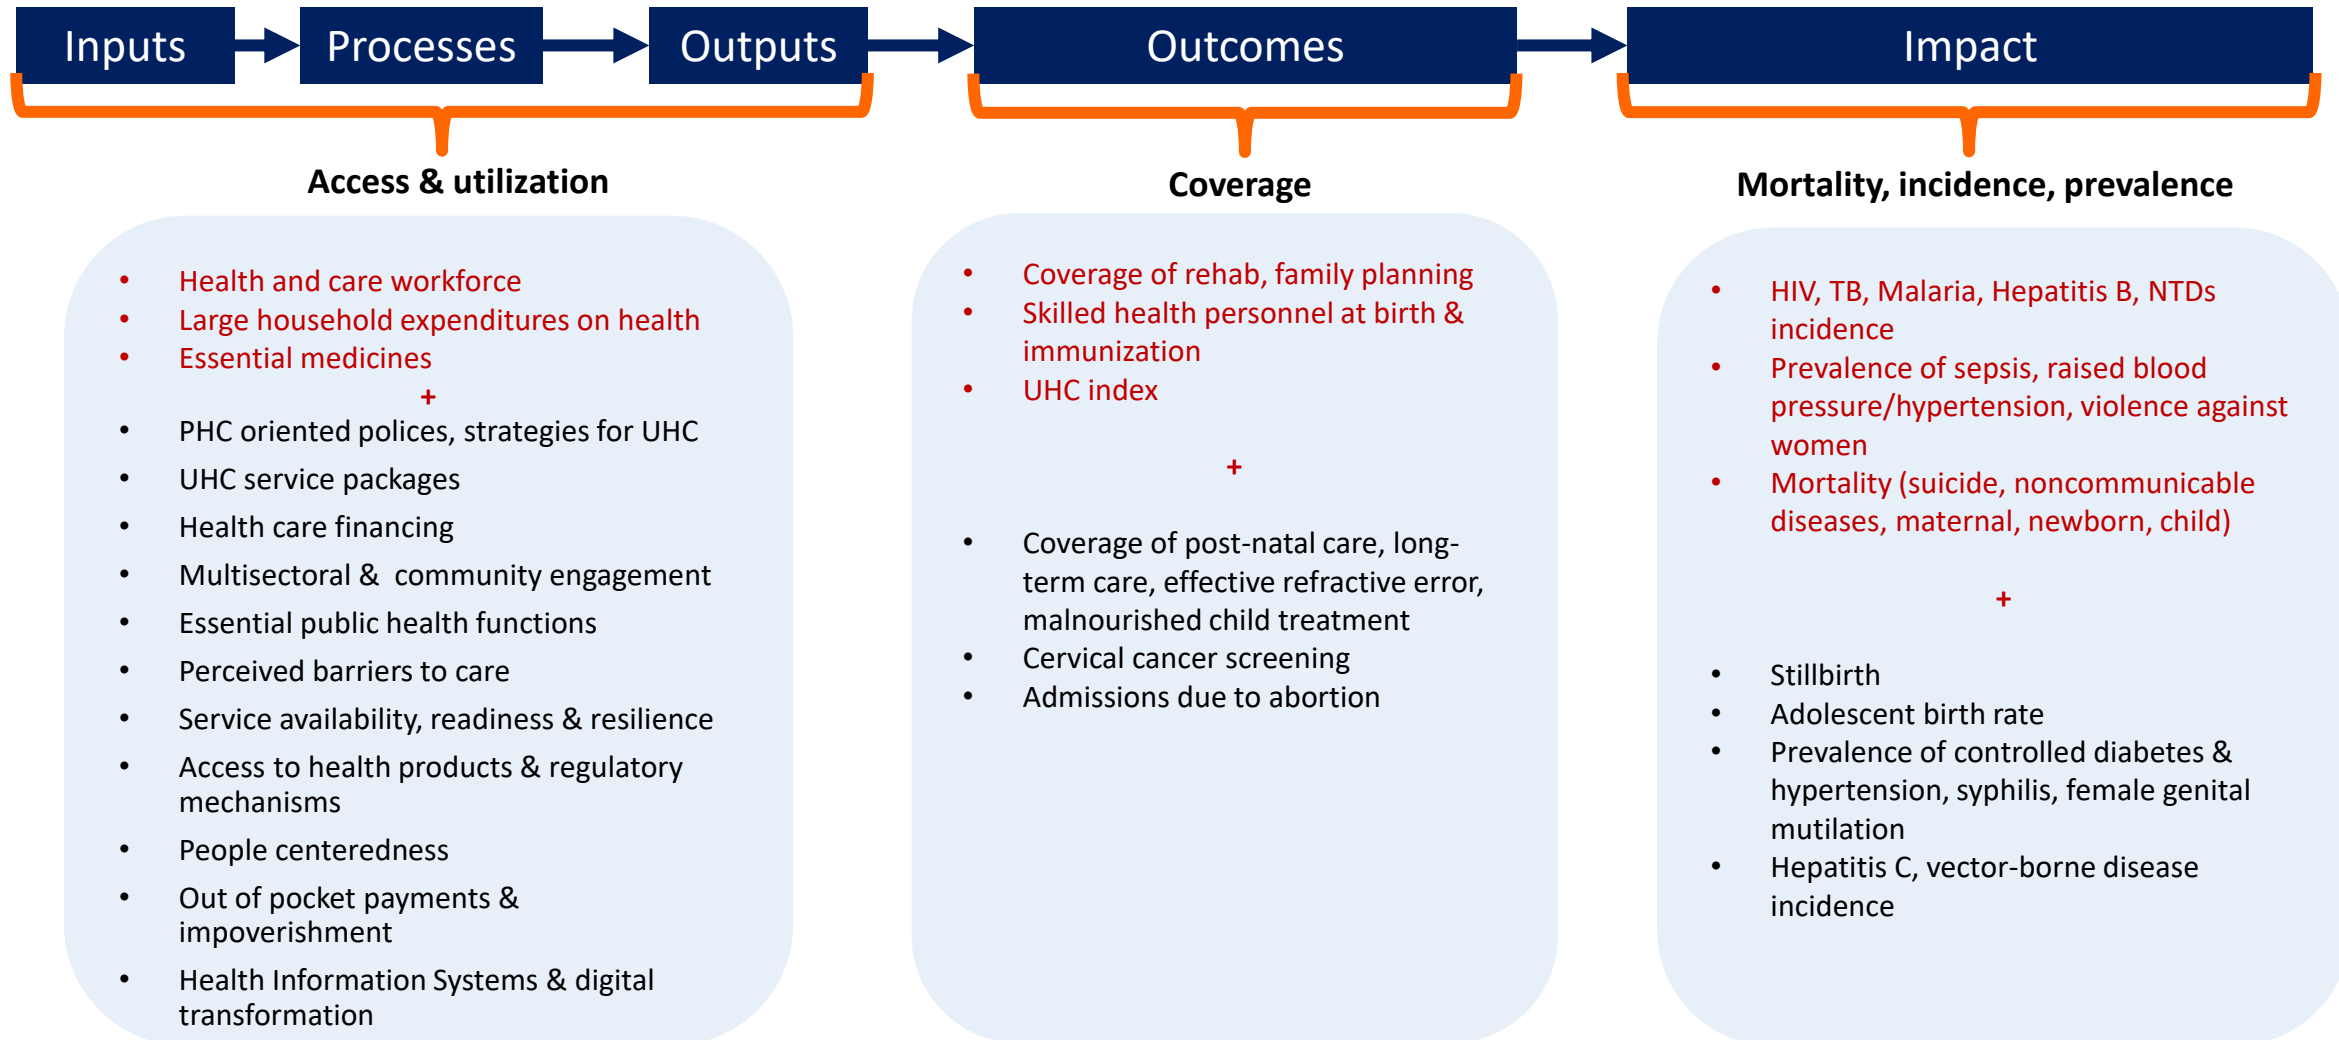 Inputs
Processes
Outputs
Outcomes
Impact
Access & utilization
• Health and care workforce
• Large household expenditures on health
• Essential medicines
+
• PHC oriented polices, strategies for UHC
• UHC service packages
• Health care financing
• Multisectoral & community engagement
• Essential public health functions
• Perceived barriers to care
• Service availability, readiness & resilience
• Access to health products & regulatory
mechanisms
• People centeredness
• Out of pocket payments &
impoverishment
• Health Information Systems & digital
transformation
Coverage
• Coverage of rehab, family planning
• Skilled health personnel at birth &
immunization
• UHC index
+
• Coverage of post-natal care, long-
term care, effective refractive error,
malnourished child treatment
• Cervical cancer screening
• Admissions due to abortion
Mortality, incidence, prevalence
• HIV, TB, Malaria, Hepatitis B, NTDs
incidence
• Prevalence of sepsis, raised blood
pressure/hypertension, violence against
women
• Mortality (suicide, noncommunicable
diseases, maternal, newborn, child)
+
• Stillbirth
• Adolescent birth rate
• Prevalence of controlled diabetes &
hypertension, syphilis, female genital
mutilation
• Hepatitis C, vector-borne disease
incidence